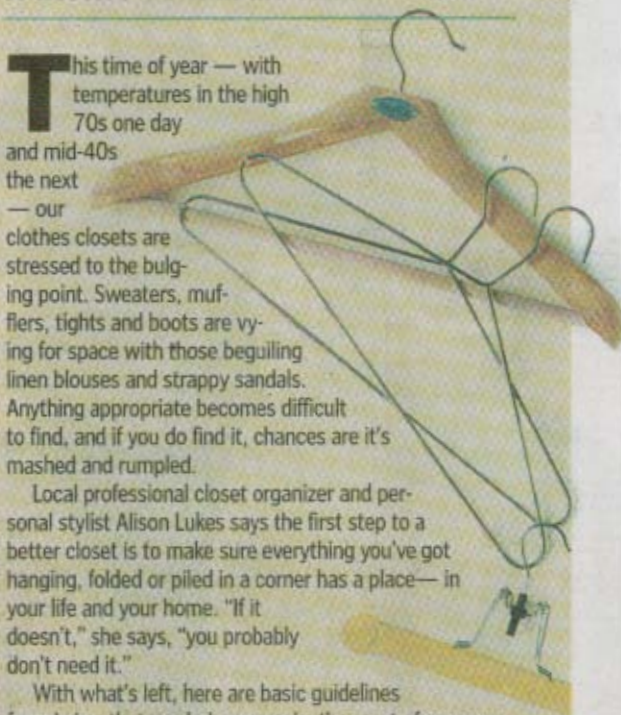 This time of year — with
temperatures in the high
70s one day
and mid-40s
the next
— our
clothes closets are
stressed to the bulg-
ing point. Sweaters, muf-
flers, tights and boots are vy-
ing for space with those beguiling
linen blouses and strappy sandals.
Anything appropriate becomes difficult
to find, and if you do find it, chances are it's
mashed and rumpled.
Local professional closet organizer and per-
sonal stylist Alison Lukes says the first step to a
better closet is to make sure everything you've got
hanging, folded or piled in a corner has a place— in
your life and your home. "If it
doesn't," she says, "you probably
don't need it."
With what's left, here are basic guidelines